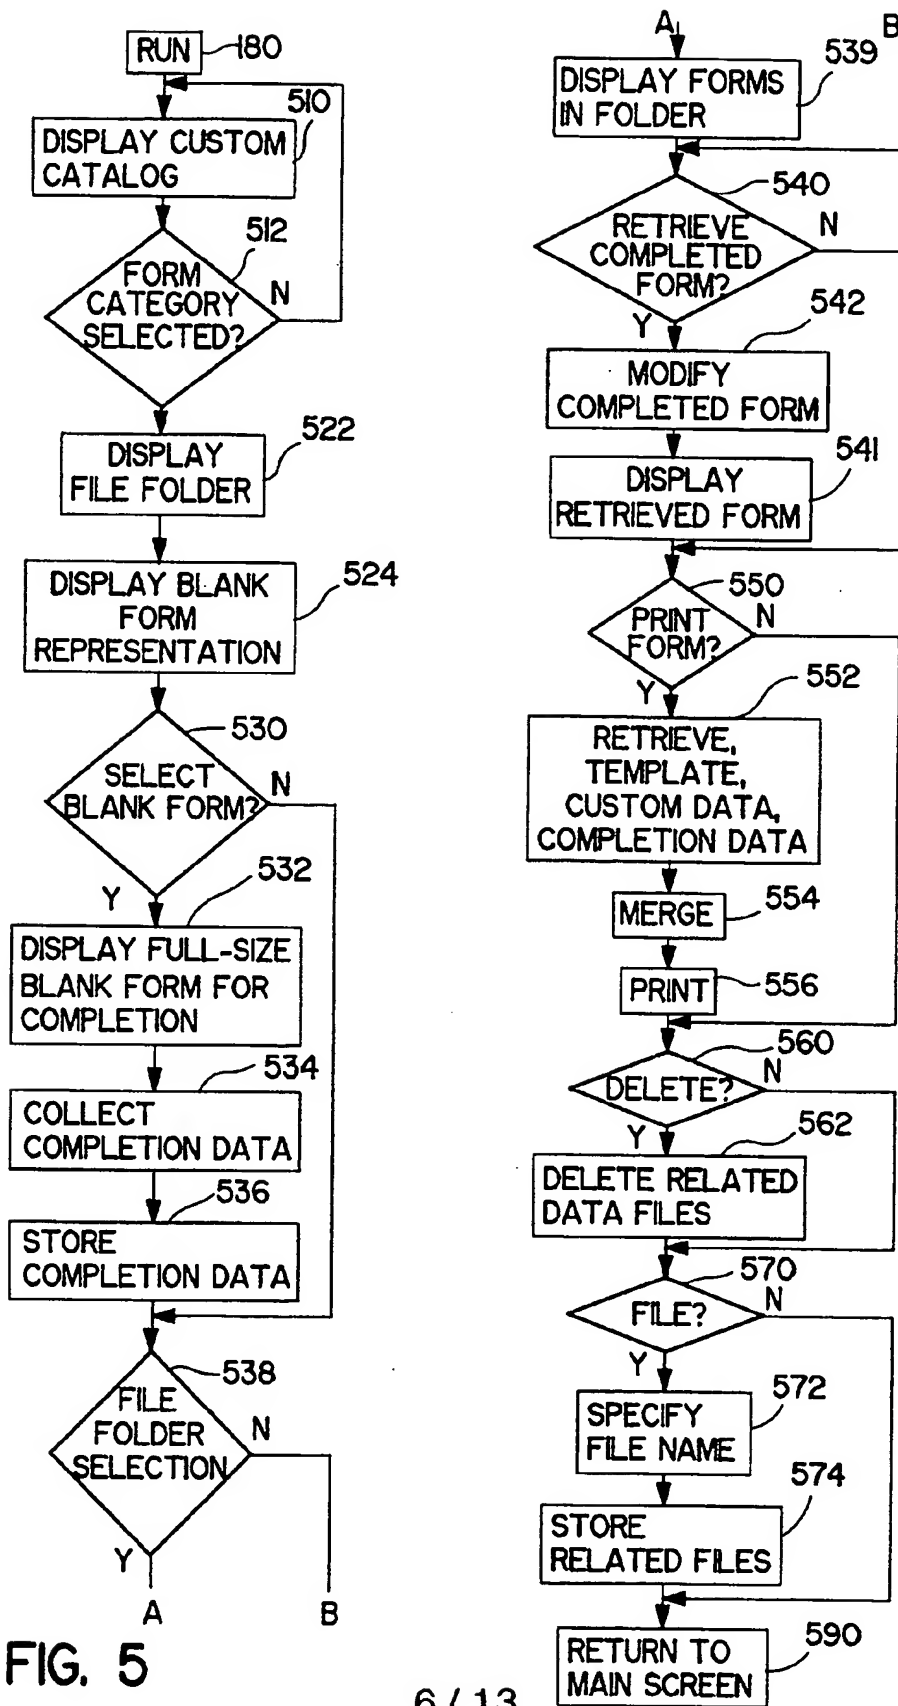 RUN
180
DISPLAY CUSTOM
CATALOG
510
512
FORM
CATEGORY
SELECTED?
N
DISPLAY
FILE FOLDER
522
DISPLAY BLANK
FORM
REPRESENTATION
524
530
SELECT
BLANK FORM?
N
Y
532
DISPLAY FULL-SIZE
BLANK FORM FOR
COMPLETION
534
COLLECT
COMPLETION DATA
536
STORE
COMPLETION DATA
538
FILE
FOLDER
SELECTION
N
Y
A
B
FIG. 5
A
B
539
DISPLAY FORMS
IN FOLDER
540
RETRIEVE
COMPLETED
FORM?
N
Y
542
MODIFY
COMPLETED FORM
541
DISPLAY
RETRIEVED FORM
550
PRINT
FORM?
N
Y
552
RETRIEVE,
TEMPLATE,
CUSTOM DATA,
COMPLETION DATA
MERGE
554
PRINT
556
560
DELETE?
N
Y
562
DELETE RELATED
DATA FILES
570
FILE?
N
Y
572
SPECIFY
FILE NAME
574
STORE
RELATED FILES
RETURN TO
MAIN SCREEN
590
6/13